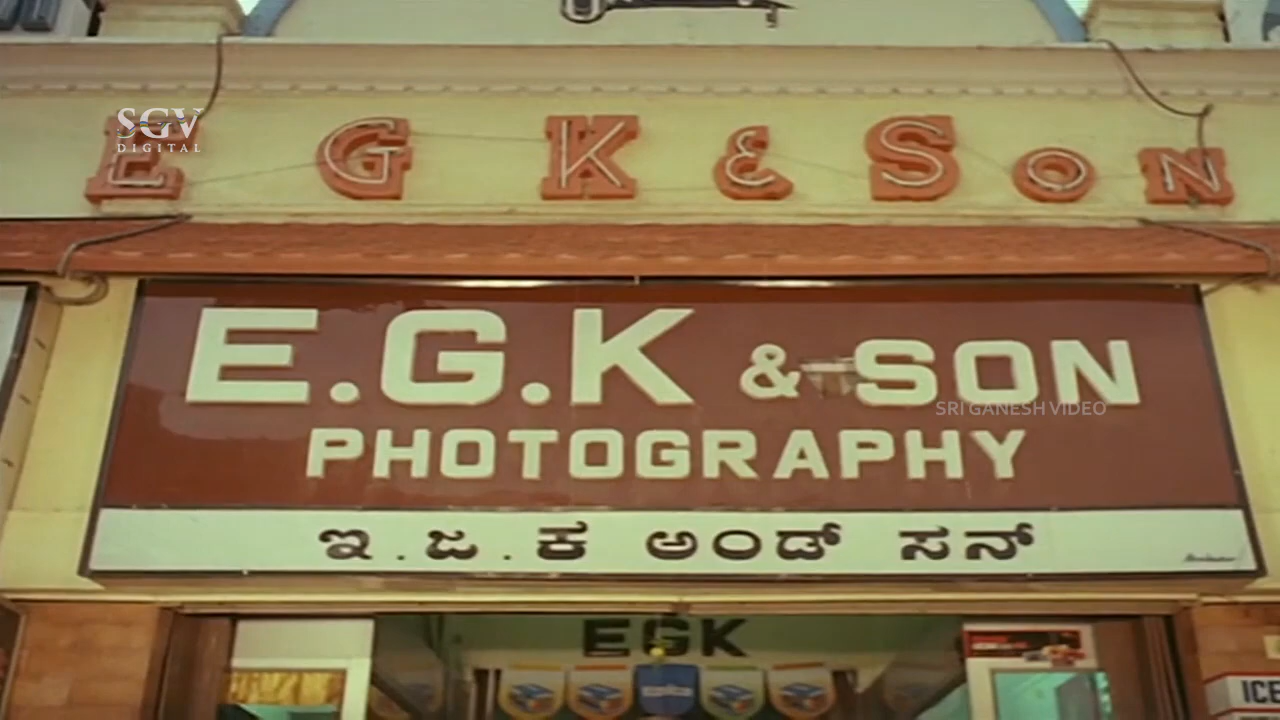 SGV
DIGITAL
E G K & SON
E.G.K & SON
SRI GANESH VIDEO
PHOTOGRAPHY
ಇ . ಜ . ಕ ಅಂಡ್ ಸನ್
EGK
ICE